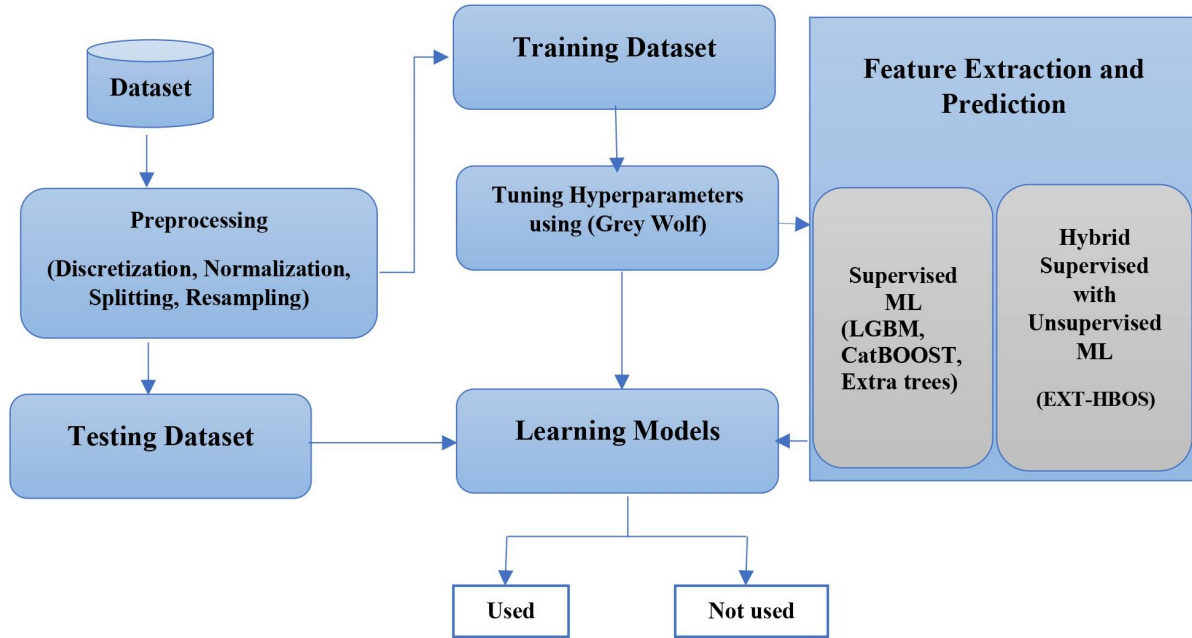 Dataset
Preprocessing
(Discretization, Normalization,
Splitting, Resampling)
Testing Dataset
Training Dataset
Tuning Hyperparameters
using (Grey Wolf)
Learning Models
Used
Not used
Feature Extraction and
Prediction
Supervised
ML
(LGBM,
CatBOOST,
Extra trees)
Hybrid
Supervised
with
Unsupervised
ML
(EXT-HBOS)